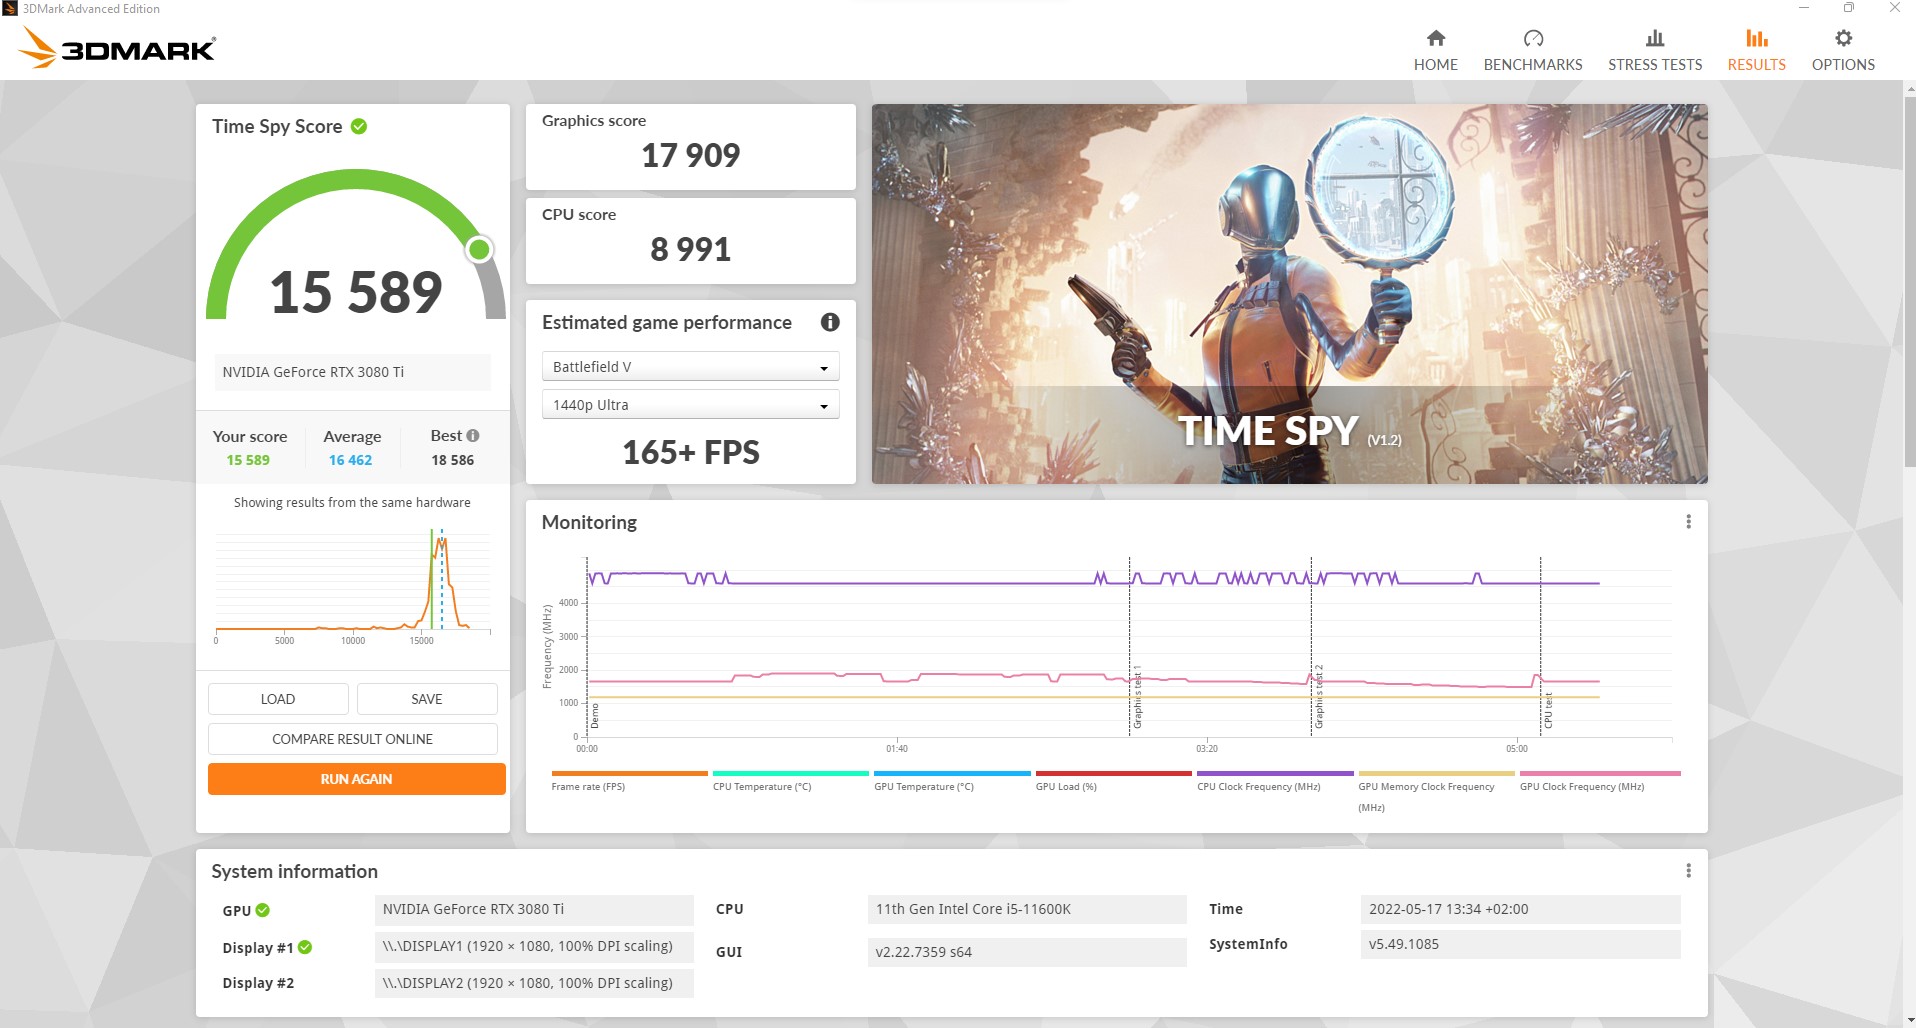 3DMark Advanced Edition
3DMARK®
HOME
BENCHMARKS
STRESS TESTS
RESULTS
OPTIONS
Time Spy Score
15 589
NVIDIA GeForce RTX 3080 Ti
Your score
15 589
Average
16 462
Best
18 586
Showing results from the same hardware
0 5000 10000 15000
LOAD
SAVE
COMPARE RESULT ONLINE
RUN AGAIN
Graphics score
17 909
CPU score
8 991
Estimated game performance
Battlefield V
1440p Ultra
165+ FPS
TIME SPY (V1.2)
Monitoring
Frequency (MHz)
4000
3000
2000
1000
0
Demo
Graphics test 1
Graphics test 2
CPU test
00:00 01:40 03:20 05:00
Frame rate (FPS)
CPU Temperature (°C)
GPU Temperature (°C)
GPU Load (%)
CPU Clock Frequency (MHz)
GPU Memory Clock Frequency
(MHz)
GPU Clock Frequency (MHz)
System information
GPU
NVIDIA GeForce RTX 3080 Ti
Display #1
\\.\DISPLAY1 (1920 × 1080, 100% DPI scaling)
Display #2
\\.\DISPLAY2 (1920 × 1080, 100% DPI scaling)
CPU
11th Gen Intel Core i5-11600K
GUI
v2.22.7359 s64
Time
2022-05-17 13:34 +02:00
SystemInfo
v5.49.1085